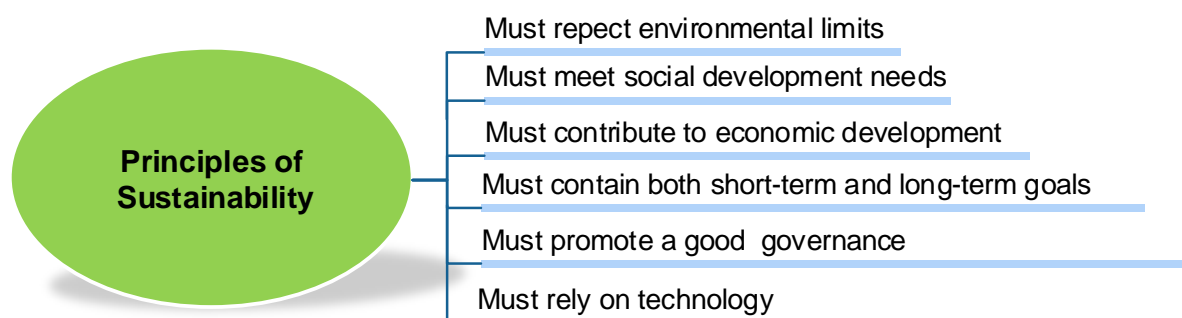 Must repect environmental limits
Must meet social development needs
Must contribute to economic development
Principles of
Sustainability
Must contain both short-term and long-term goals
Must promote a good  governance
Must rely on technology